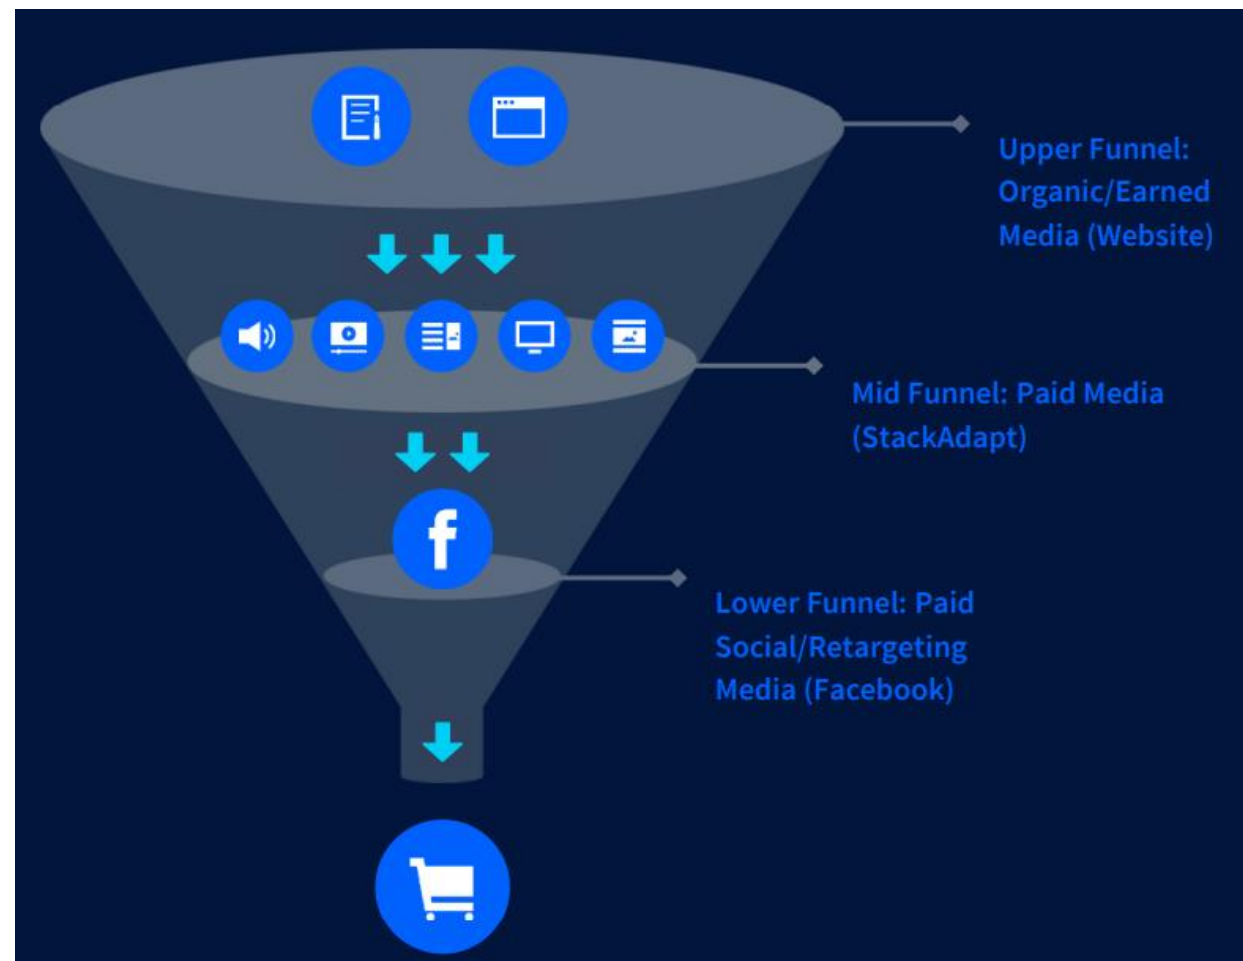 Upper Funnel:
Organic/Earned
Media (Website)
Mid Funnel: Paid Media
(StackAdapt)
f
Lower Funnel: Paid
Social/Retargeting
Media (Facebook)